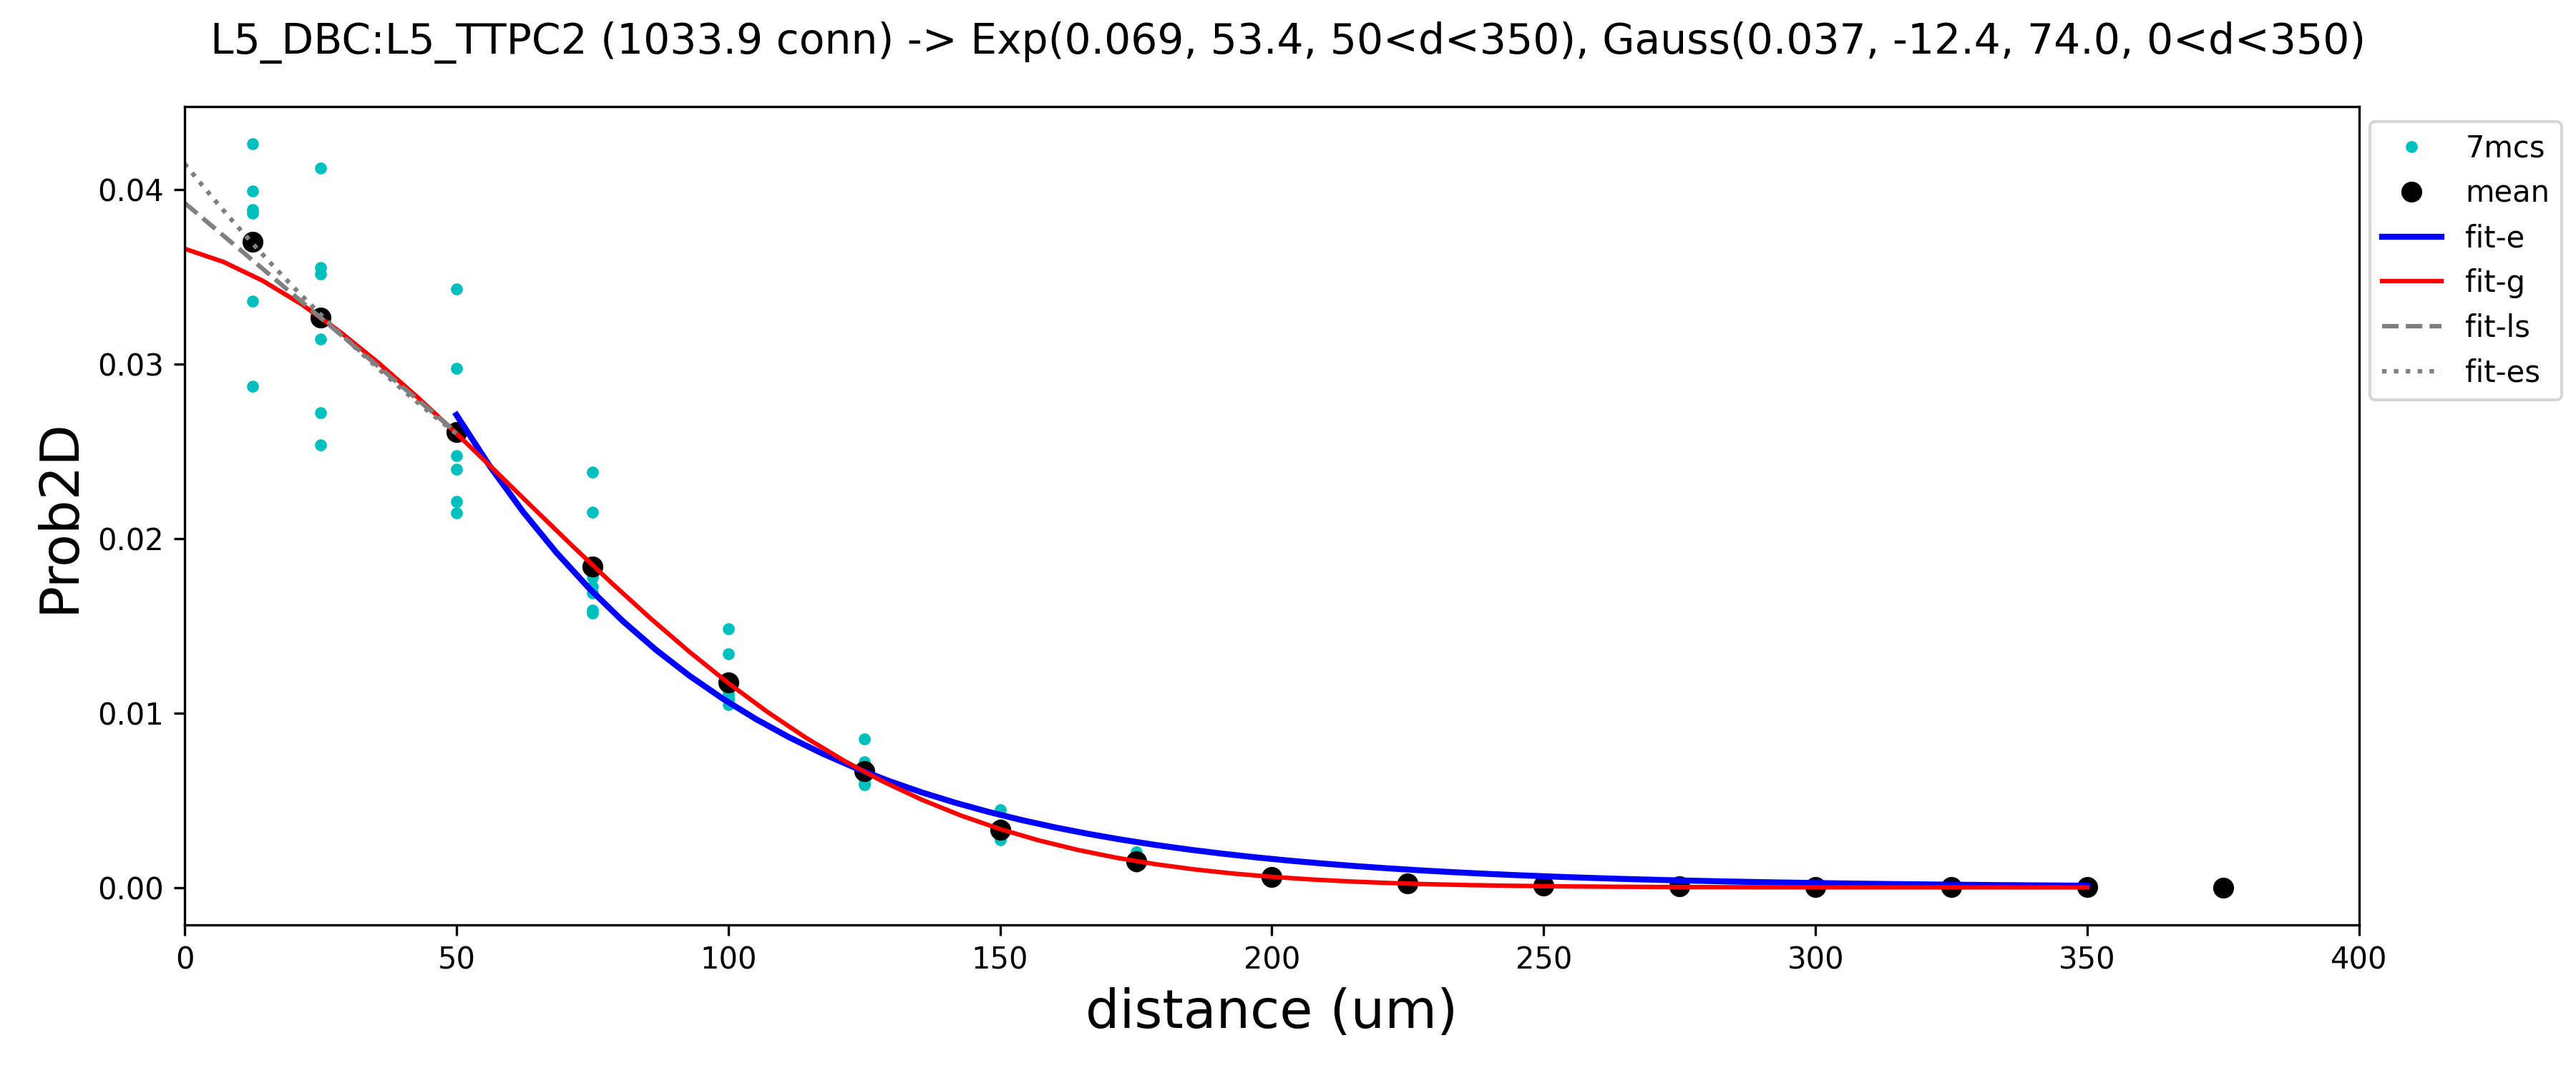 L5_DBC:L5_TTPC2 (1033.9 conn) -> Exp(0.069, 53.4, 50<d<350), Gauss(0.037, -12.4, 74.0, 0<d<350)
Prob2D
0.04
0.03
0.02
0.01
0.00
0 50 100 150 200 250 300 350 400
distance (um)
7mcs
mean
fit-e
fit-g
fit-ls
fit-es